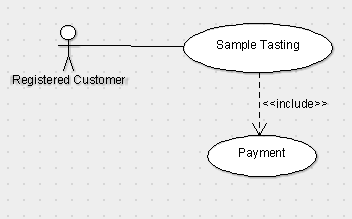 Sample Tasting
Registered Customer
<<include>>
Payment